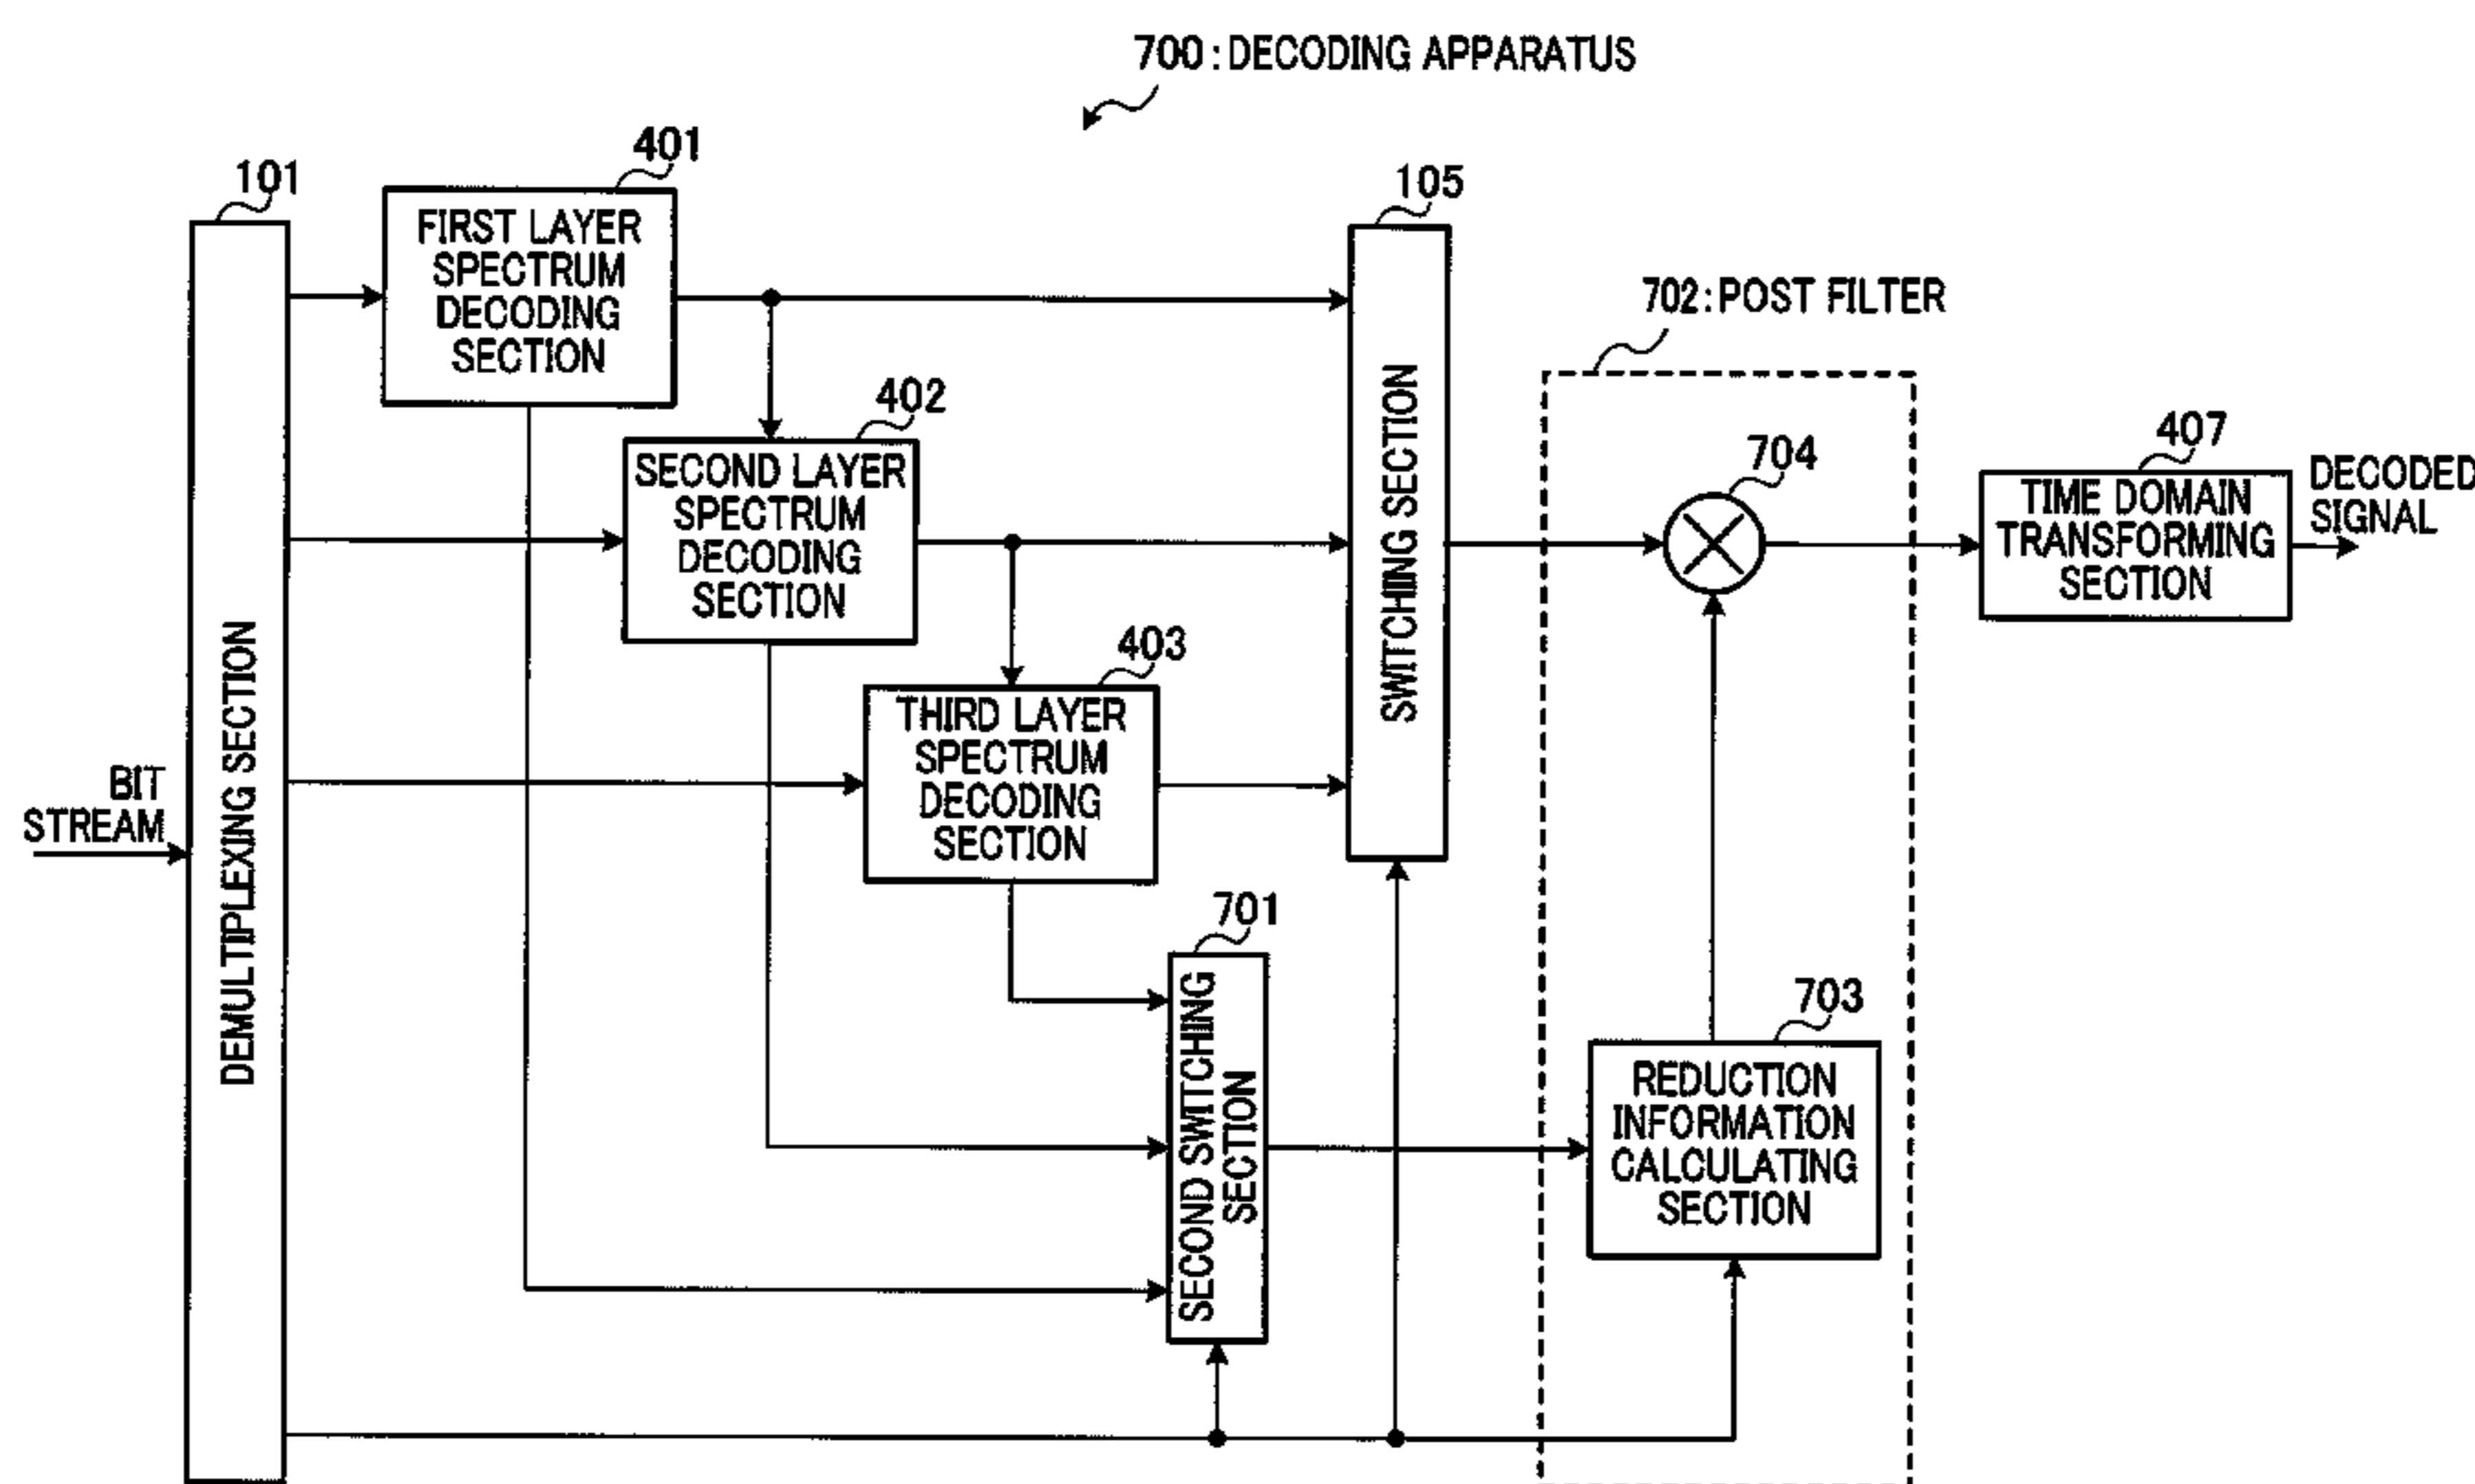 700:DECODING APPARATUS
101
401
105
FIRST LAYER
SPECTRUM
DECODING
SECTION
702:POST FILTER
402
SECOND LAYER
SPECTRUM
DECODING
SECTION
704
407
TIME DOMAIN
TRANSFORMING
SECTION
DECODED
SIGNAL
403
THIRD LAYER
SPECTRUM
DECODING
SECTION
SWITCHING SECTION
DEMULTIPLEXING SECTION
BIT
STREAM
701
SECOND SWITCHING
SECTION
703
REDUCTION
INFORMATION
CALCULATING
SECTION